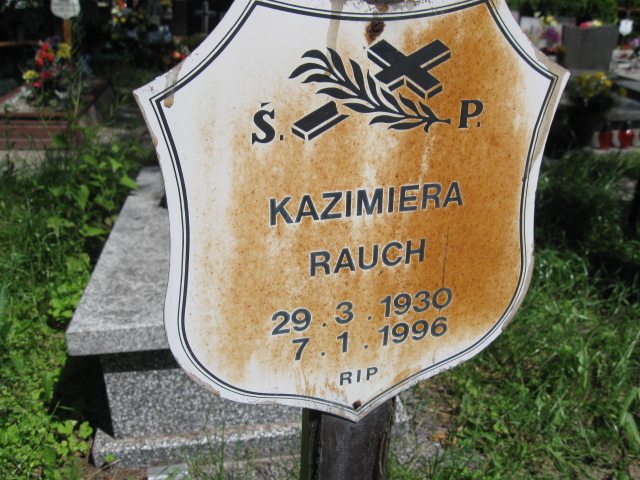 Ś. P.
KAZIMIERA
RAUCH
29.3.1930
7.1.1996
RIP